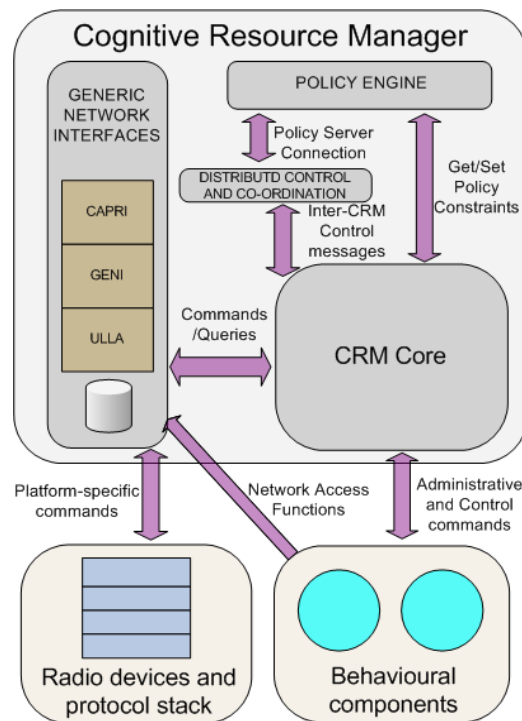 Cognitive Resource Manager
GENERIC
NETWORK
INTERFACES
CAPRI
GENI
ULLA
POLICY ENGINE
Policy Server
Connection
DISTRIBUTD CONTROL
AND CO-ORDINATION
Get/Set
Policy
Constraints
Inter-CRM
Control
messages
Commands
/Queries
CRM Core
Platform-specific
commands
Network Access
Functions
Administrative
and Control
commands
Radio devices and
protocol stack
Behavioural
components